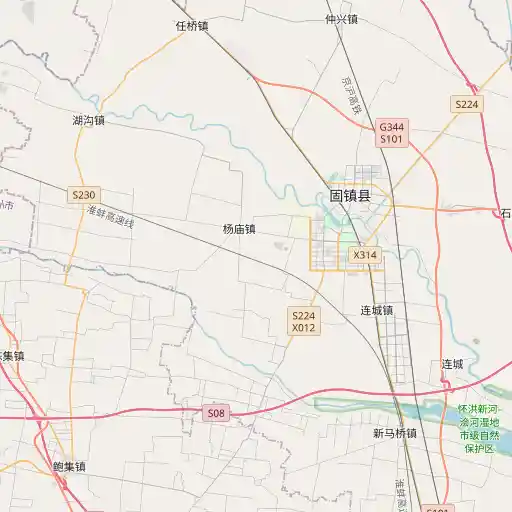 仲兴镇
任桥镇
京沪高铁
S224
湖沟镇
G344
S101
S230
固镇县
淮蚌高速线
杨庙镇
X314
连城镇
S224
X012
连城
S08
怀洪新河-
浍河湿地
市级自然
保护区
新马桥镇
鲍集镇
S101